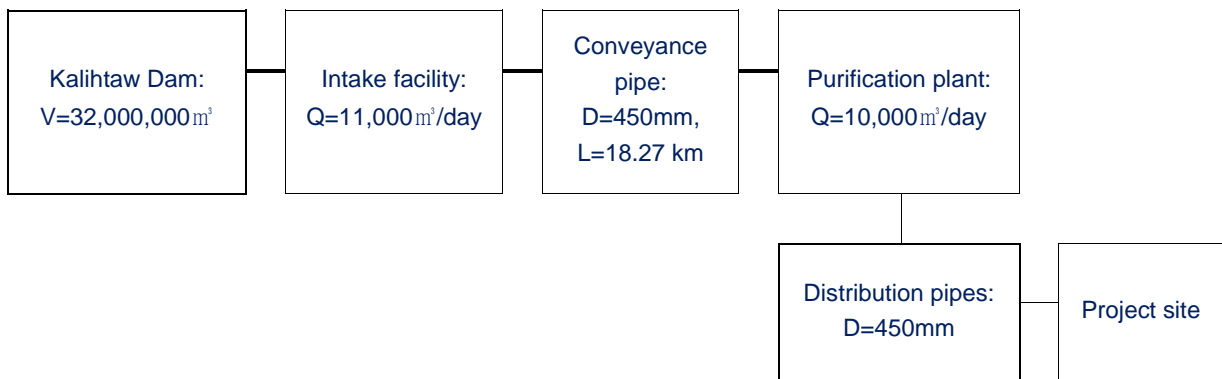 Kalihtaw Dam:
V=32,000,000㎥
Intake facility:
Q=11,000㎥/day
Conveyance
pipe:
D=450mm,
L=18.27 km
Purification plant:
Q=10,000㎥/day
Distribution pipes:
D=450mm
Project site